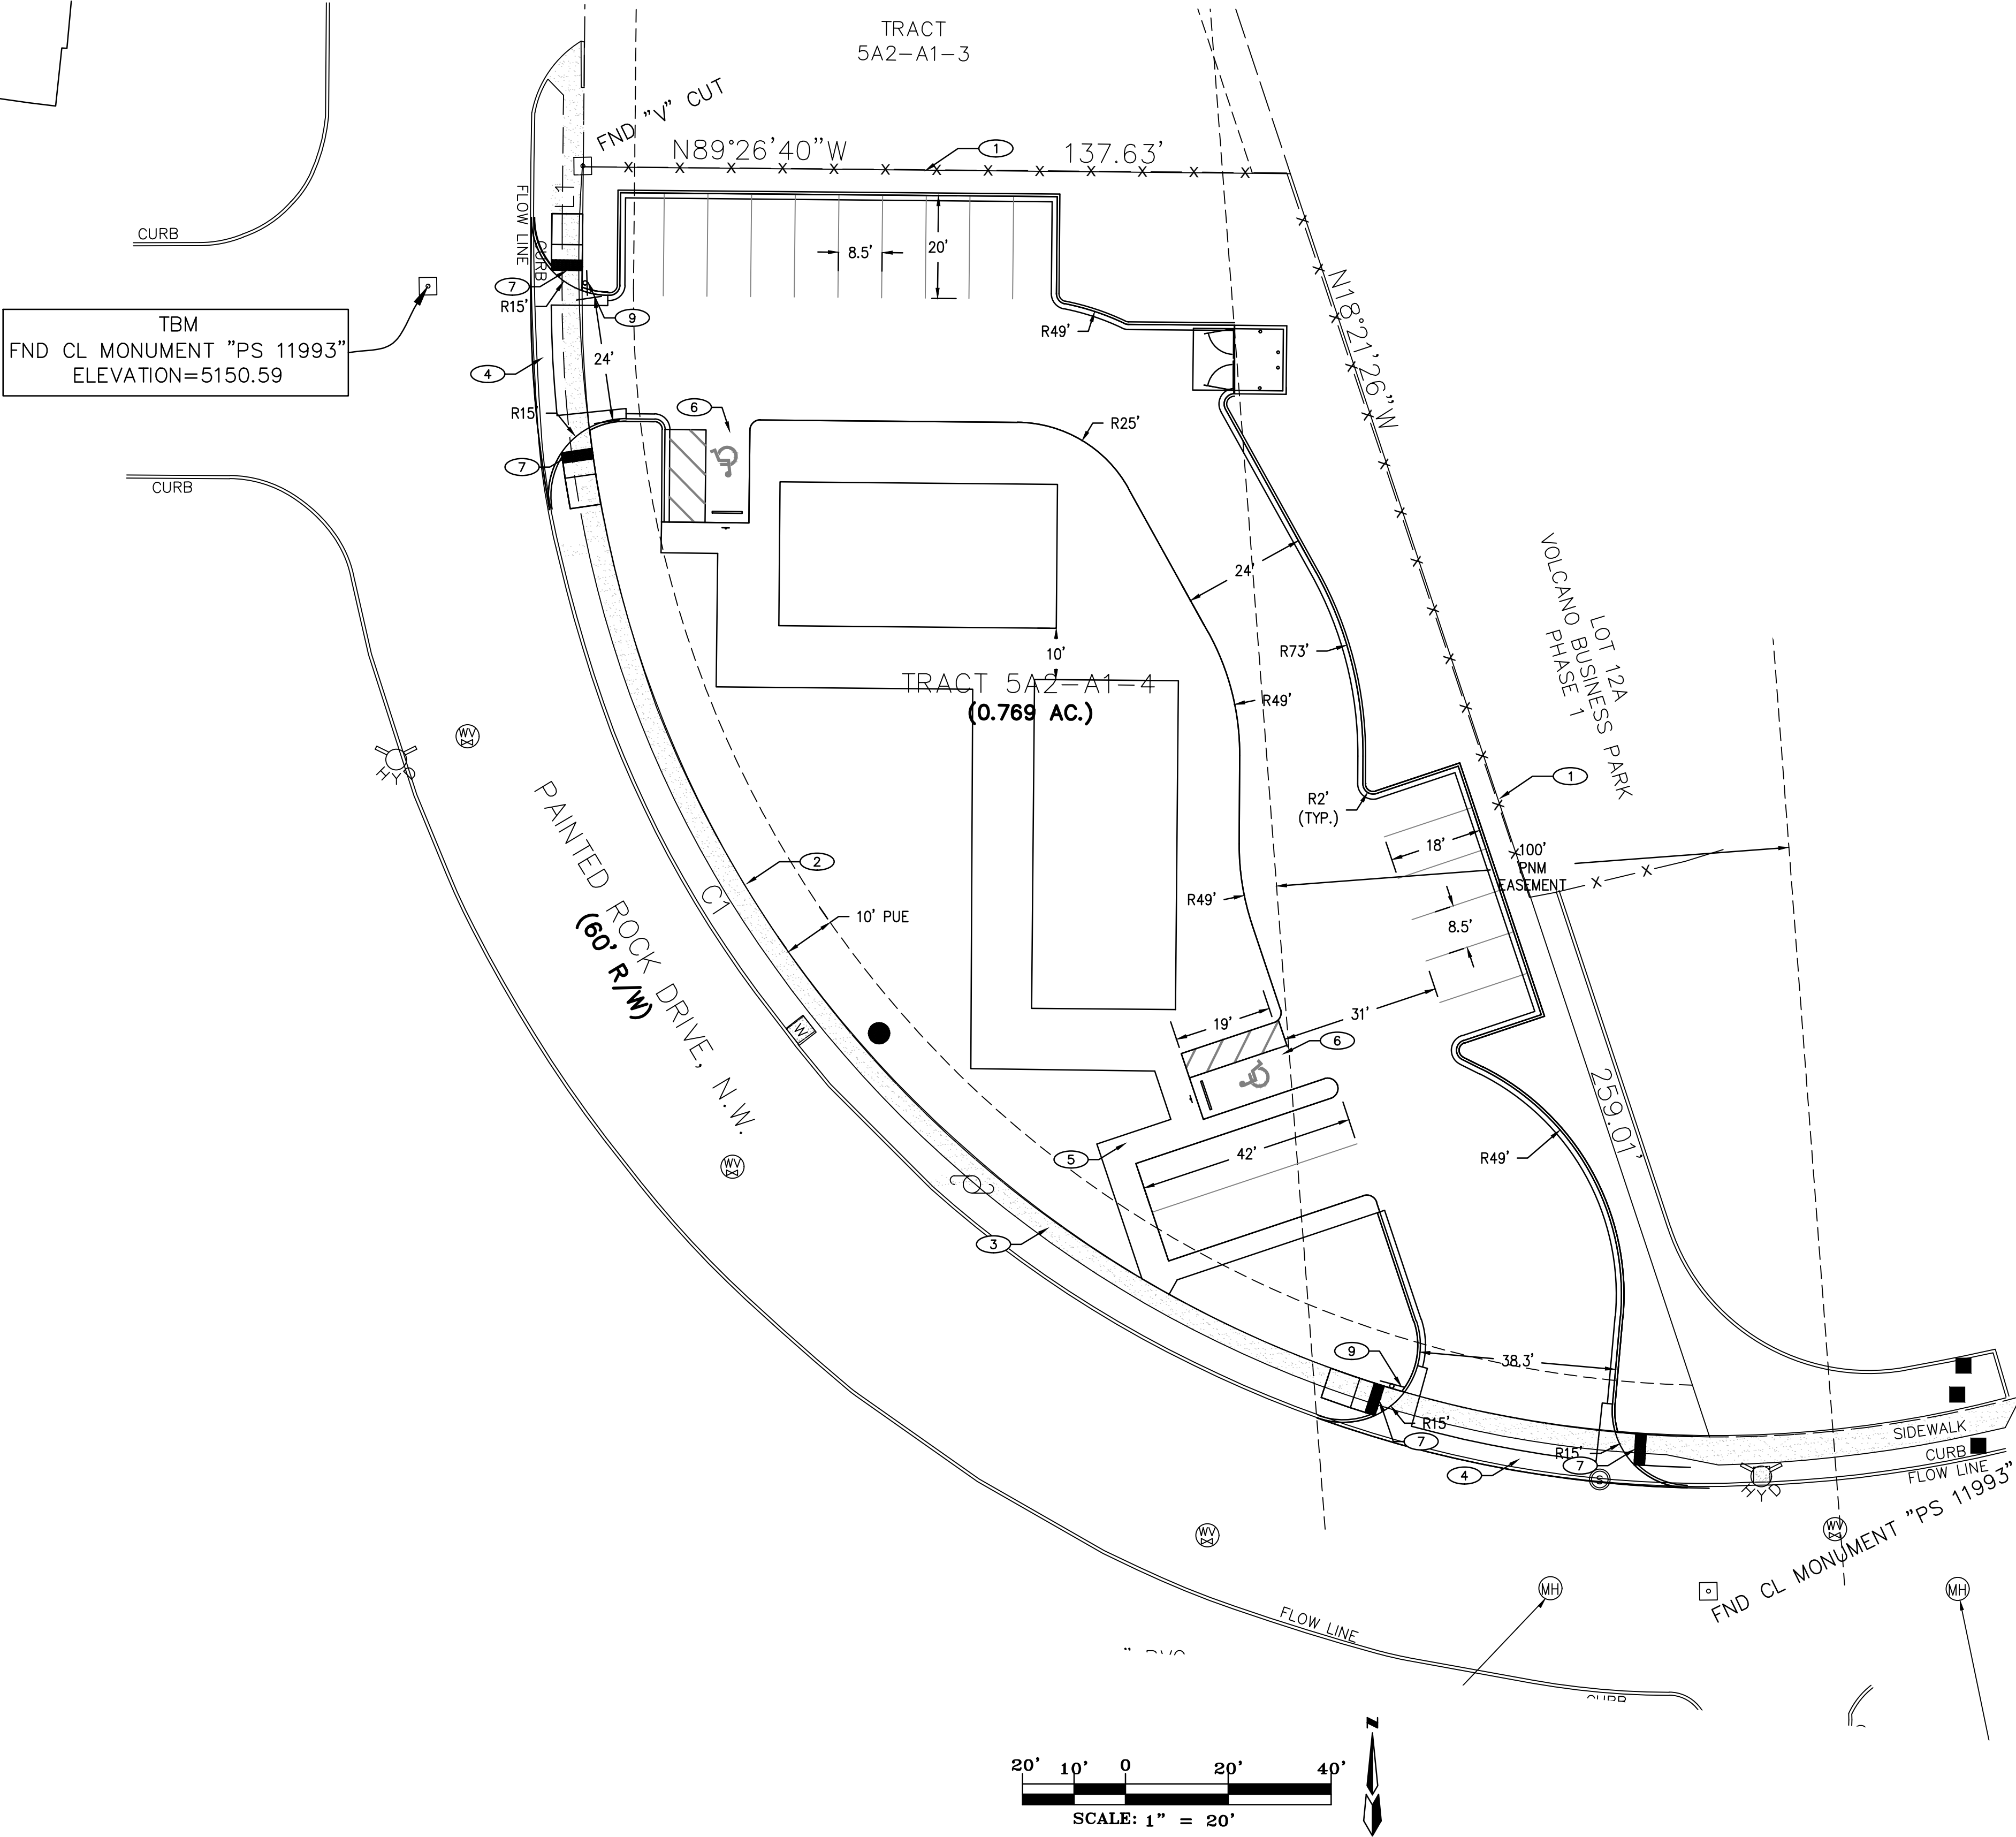 TRACT
5A2-A1-3
FND "V" CUT
N89°26'40"W
137.63'
1
FLOW LINE
CURB
CURB
8.5'
20'
7
R15'
9
R49'
N18°21'26"W
TBM
FND CL MONUMENT "PS 11993"
ELEVATION=5150.59
24'
4
R15'
6
R25'
7
CURB
24'
LOT 12A
VOLCANO BUSINESS PARK
PHASE 1
10'
R73'
TRACT 5A2-A1-4
(0.769 AC.)
R49'
WV
HYD
1
R2'
(TYP.)
18'
100'
PNM
EASEMENT
2
C1
PAINTED ROCK DRIVE, N.W.
(60' R/W)
10' PUE
R49'
8.5'
W
19'
31'
6
259.01'
42'
5
R49'
WV
3
9
38.3'
R15'
7
R15'
7
4
S
SIDEWALK
CURB
FLOW LINE
HYD
WV
WV
FND CL MONUMENT "PS 11993"
MH
MH
FLOW LINE
N
20' 10' 0 20' 40'
SCALE: 1" = 20'